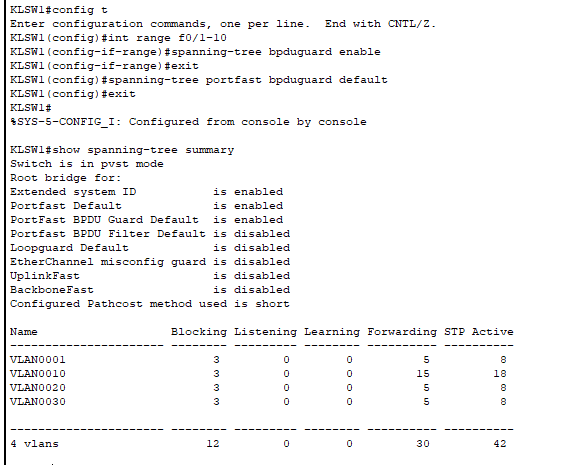 KLSW1#config t
Enter configuration commands, one per line.  End with CNTL/Z.
KLSW1(config)#int range f0/1-10
KLSW1(config-if-range)#spanning-tree bpduguard enable
KLSW1(config-if-range)#exit
KLSW1(config)#spanning-tree portfast bpduguard default
KLSW1(config)#exit
KLSW1#
%SYS-5-CONFIG_I: Configured from console by console
KLSW1#show spanning-tree summary
Switch is in pvst mode
Root bridge for:
Extended system ID           is enabled
Portfast Default             is enabled
PortFast BPDU Guard Default  is enabled
Portfast BPDU Filter Default is disabled
Loopguard Default            is disabled
EtherChannel misconfig guard is disabled
UplinkFast                   is disabled
BackboneFast                 is disabled
Configured Pathcost method used is short
Name                   Blocking Listening Learning Forwarding STP Active
---------------------- -------- --------- -------- ---------- ----------
VLAN0001                     3         0        0          5          8
VLAN0010                     3         0        0         15         18
VLAN0020                     3         0        0          5          8
VLAN0030                     3         0        0          5          8
---------------------- -------- --------- -------- ---------- ----------
4 vlans                     12         0        0         30         42